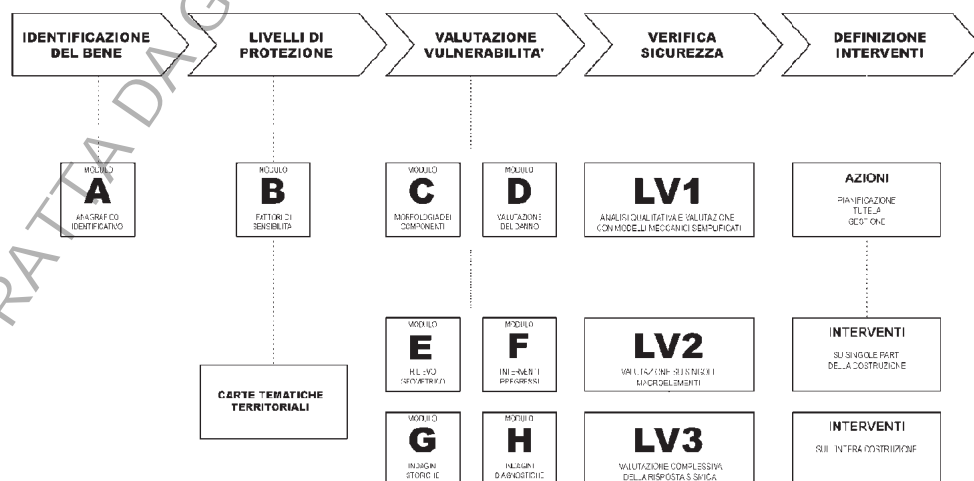 IDENTIFICAZIONE
DEL BENE
LIVELLI DI
PROTEZIONE
VALUTAZIONE
VULNERABILITA'
VERIFICA
SICUREZZA
DEFINIZIONE
INTERVENTI
MODULO
A
ANAGRAFICO
IDENTIFICATIVO
MODULO
B
FATTORI DI
SENSIBILITÀ
MODULO
C
MORFOLOGIA DEI
COMPONENTI
MODULO
D
VALUTAZIONE
DEL DANNO
LV1
ANALISI QUALITATIVA E VALUTAZIONE
CON MODELLI MECCANICI SEMPLIFICATI
AZIONI
PIANIFICAZIONE
TUTELA
GESTIONE
CARTE TEMATICHE
TERRITORIALI
MODULO
E
RILIEVO
GEOMETRICO
MODULO
F
INTERVENTI
PREGRESSI
LV2
VALUTAZIONE SU SINGOLI
MACROELEMENTI
INTERVENTI
SU SINGOLE PARTI
DELLA COSTRUZIONE
MODULO
G
INDAGINI
STORICHE
MODULO
H
INDAGINI
DIAGNOSTICHE
LV3
VALUTAZIONE COMPLESSIVA
DELLA RISPOSTA SISMICA
INTERVENTI
SULL'INTERA COSTRUZIONE
RATTA DA G